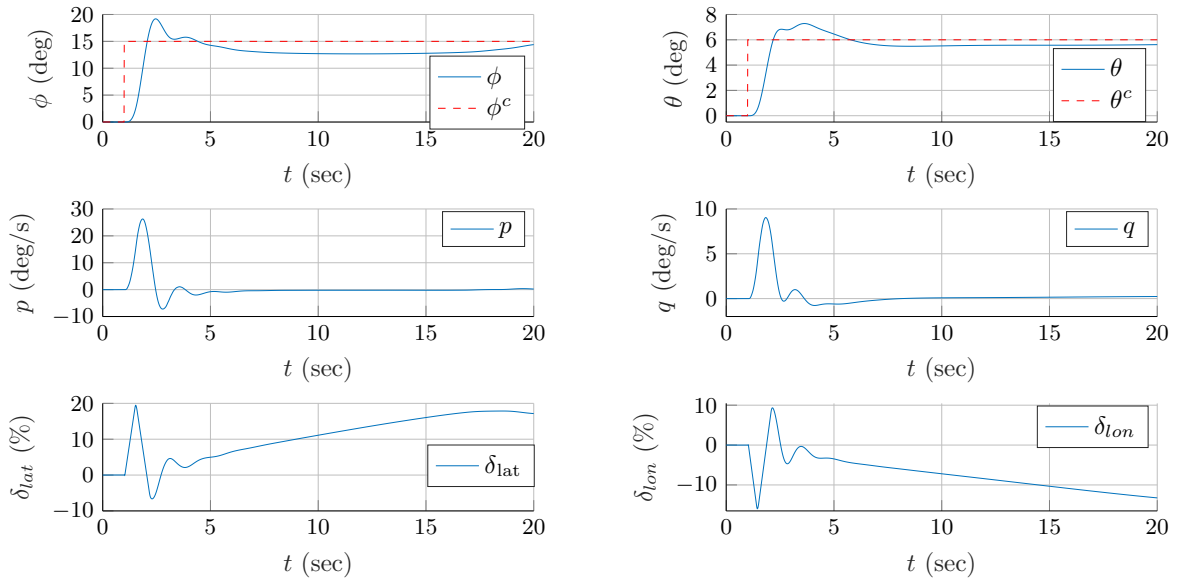 20
15
10
5
0
ϕ (deg)
ϕ
ϕᶜ
0 5 10 15 20
t (sec)
8
6
4
2
0
θ (deg)
θ
θᶜ
0 5 10 15 20
t (sec)
30
20
10
0
−10
p (deg/s)
p
0 5 10 15 20
t (sec)
10
5
0
q (deg/s)
q
0 5 10 15 20
t (sec)
20
10
0
−10
δ_lat (%)
δ_lat
0 5 10 15 20
t (sec)
10
0
−10
δ_lon (%)
δ_lon
0 5 10 15 20
t (sec)